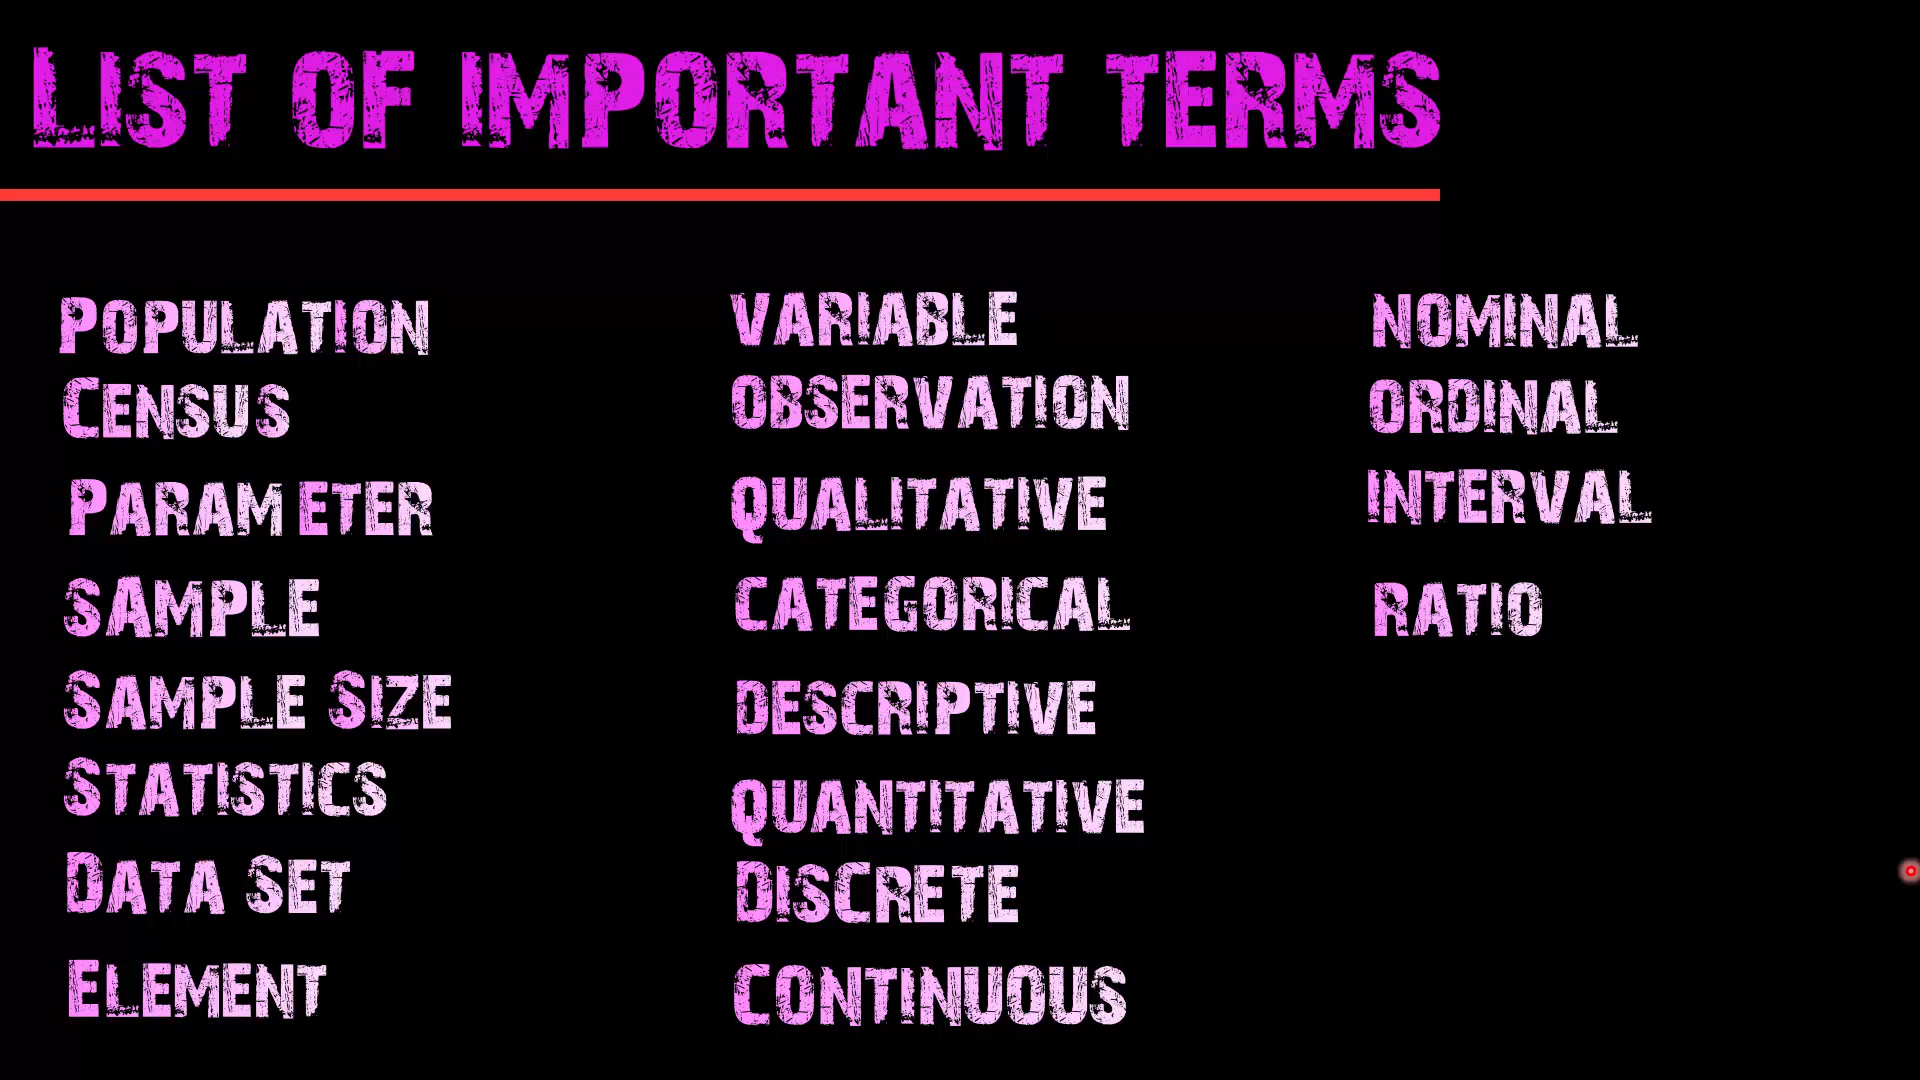 List of important terms
Population
Census
Parameter
sample
Sample Size
Statistics
Data Set
Element
variable
observation
qualitative
categorical
descriptive
quantitative
DisCrete
continuous
nominal
ordinal
interval
ratio